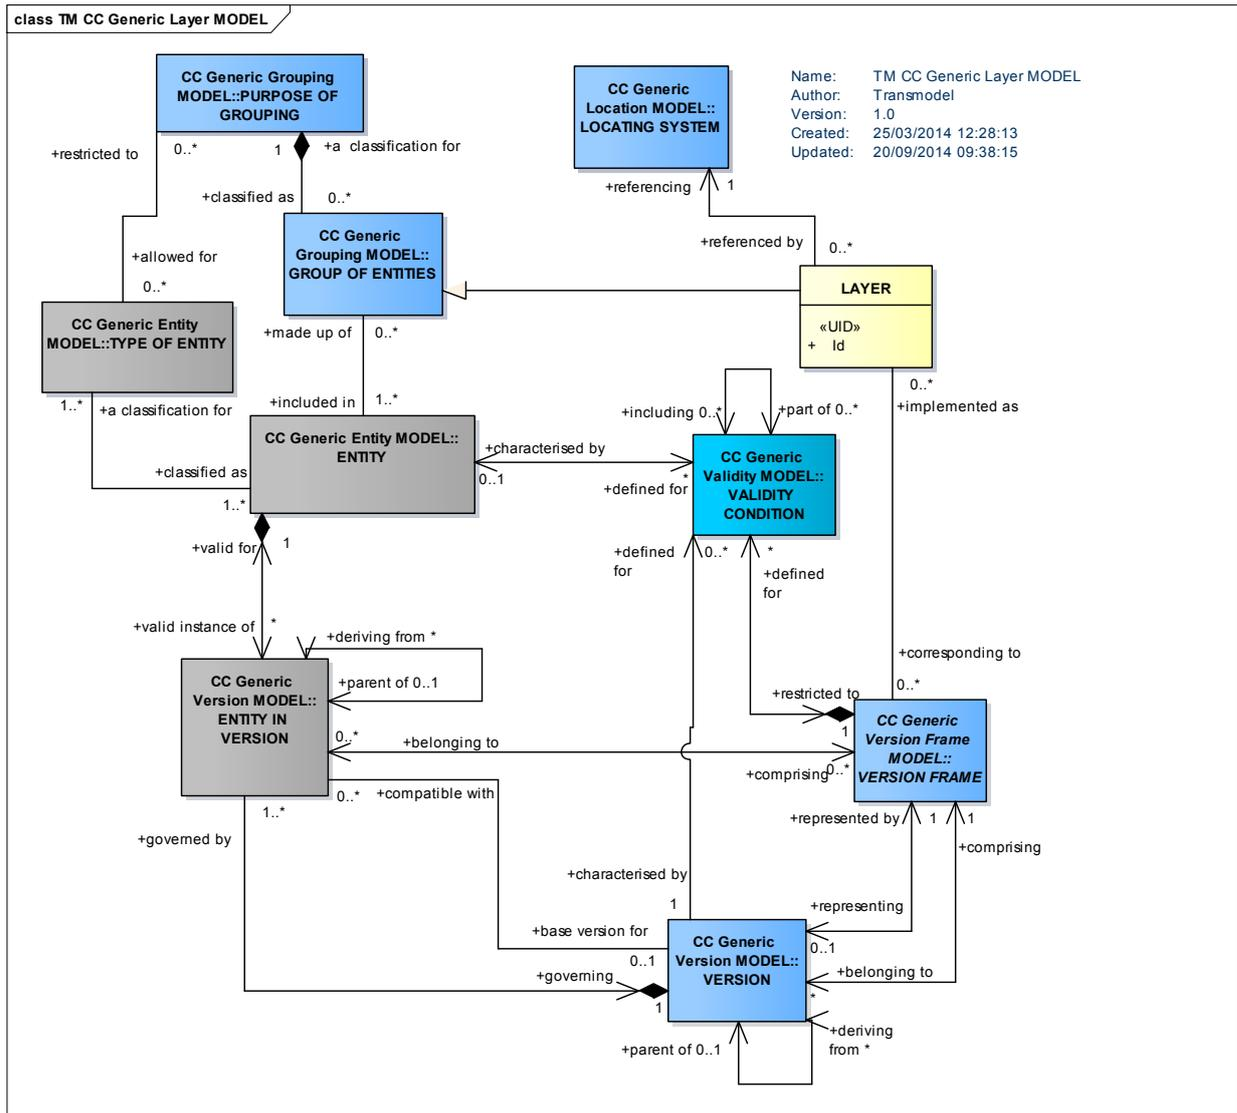 class TM CC Generic Layer MODEL
CC Generic Grouping
MODEL::PURPOSE OF
GROUPING
CC Generic
Location MODEL::
LOCATING SYSTEM
Name: TM CC Generic Layer MODEL
Author: Transmodel
Version: 1.0
Created: 25/03/2014 12:28:13
Updated: 20/09/2014 09:38:15
+restricted to
0..*
1
+a classification for
+referencing
1
+classified as
0..*
+allowed for
0..*
CC Generic
Grouping MODEL::
GROUP OF ENTITIES
+referenced by
0..*
LAYER
«UID»
+ Id
CC Generic Entity
MODEL::TYPE OF ENTITY
+made up of
0..*
1..*
+a classification for
+included in
1..*
0..*
+implemented as
+including 0..*
+part of 0..*
CC Generic Entity MODEL::
ENTITY
+classified as
1..*
+characterised by
0..1
*
+defined for
CC Generic
Validity MODEL::
VALIDITY
CONDITION
+valid for
1
+defined
for
0..*
*
+defined
for
+valid instance of
*
+deriving from *
+parent of 0..1
CC Generic
Version MODEL::
ENTITY IN
VERSION
+corresponding to
0..*
+restricted to
1
CC Generic
Version Frame
MODEL::
VERSION FRAME
0..*
+belonging to
+comprising
0..*
0..*
+compatible with
1..*
+governed by
+represented by
1
1
+comprising
+characterised by
1
+representing
0..1
+base version for
0..1
CC Generic
Version MODEL::
VERSION
+belonging to
*
+governing
1
+parent of 0..1
+deriving
from *